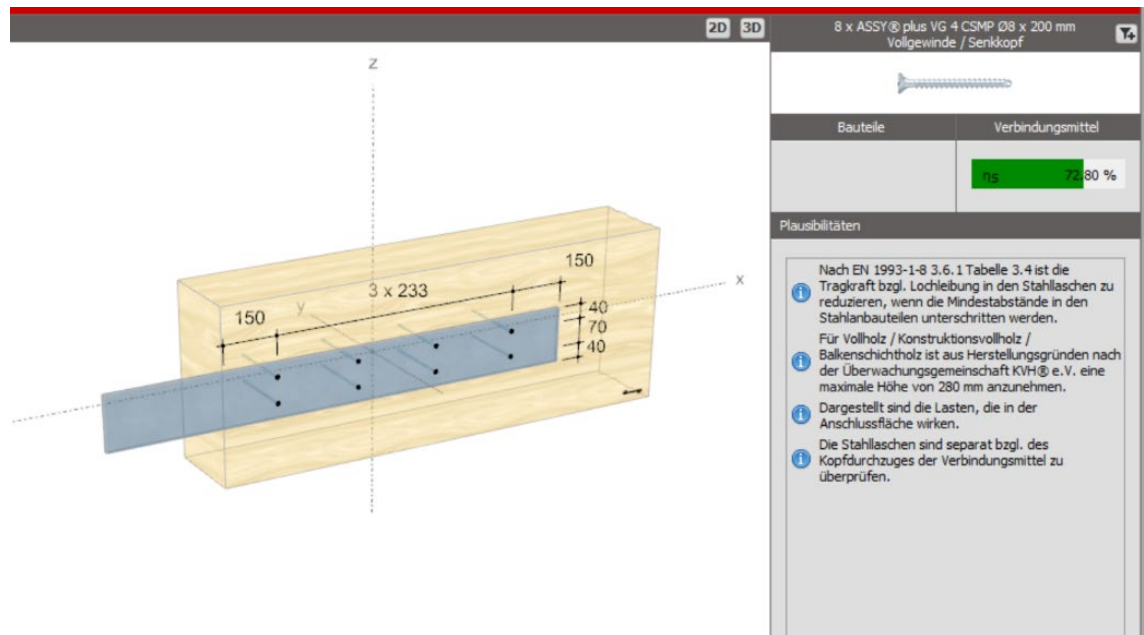 2D 3D
8 x ASSY® plus VG 4 CSMP Ø8 x 200 mm
Vollgewinde / Senkkopf
Bauteile
Verbindungsmittel
ηs 72.80 %
Plausibilitäten
Nach EN 1993-1-8 3.6.1 Tabelle 3.4 ist die
Tragkraft bzgl. Lochleibung in den Stahllaschen zu
reduzieren, wenn die Mindestabstände in den
Stahlanbauteilen unterschritten werden.
Für Vollholz / Konstruktionsvollholz /
Balkenschichtholz ist aus Herstellungsgründen nach
der Überwachungsgemeinschaft KVH® e.V. eine
maximale Höhe von 280 mm anzunehmen.
Dargestellt sind die Lasten, die in der
Anschlussfläche wirken.
Die Stahllaschen sind separat bzgl. des
Kopfdurchzuges der Verbindungsmittel zu
überprüfen.
z
x
y
150
3 x 233
150
40
70
40